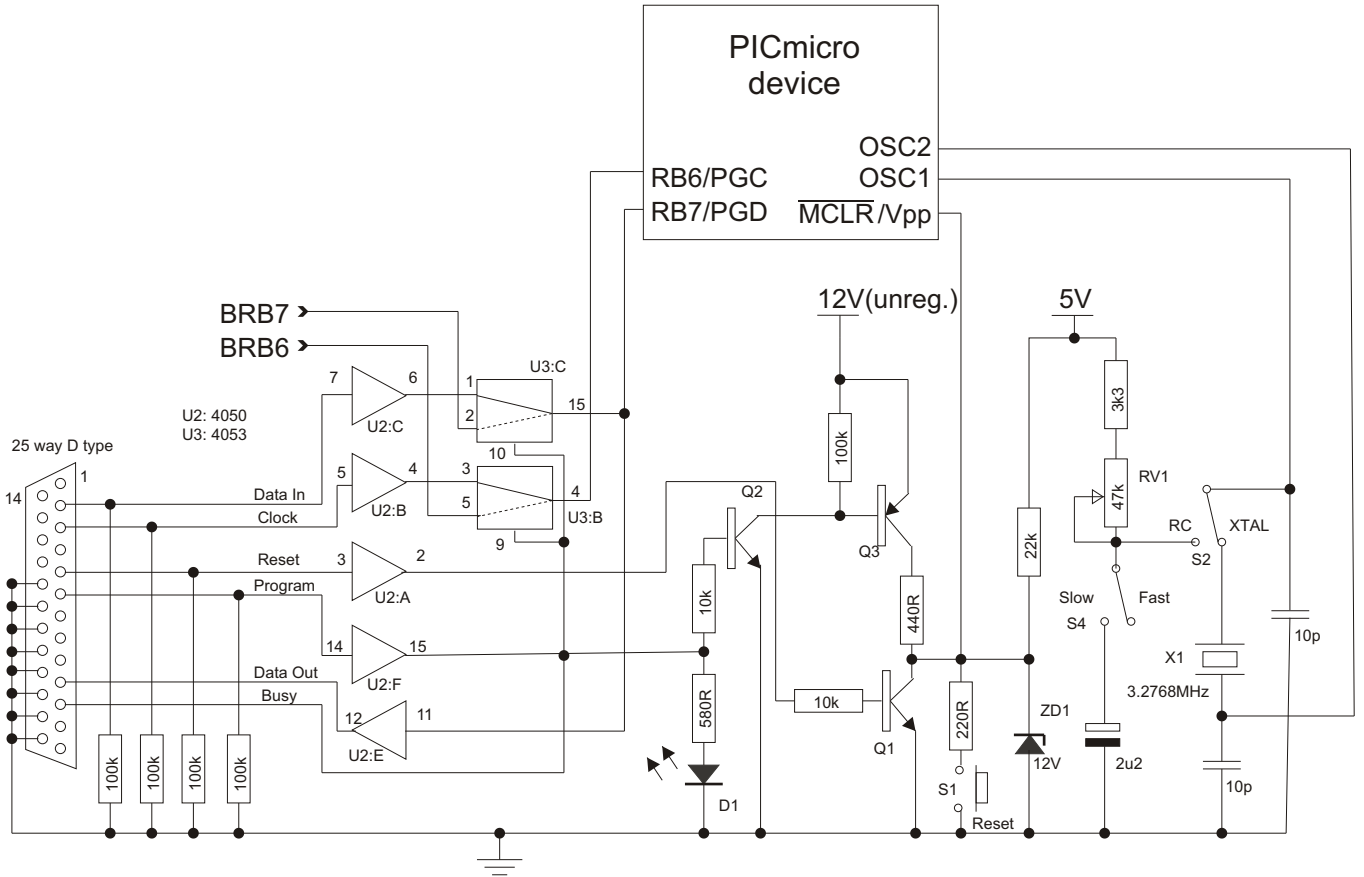 PICmicro
device
OSC2
RB6/PGC OSC1
RB7/PGD MCLR/Vpp
12V(unreg.) 5V
BRB7
BRB6
U3:C
7 6 1 15
2
U2: 4050
U3: 4053
U2:C
10
25 way D type
14 1
5 4 3 4
5
U2:B
U3:B
9
Data In
Clock
Reset
3 2
U2:A
Program
14 15
U2:F
Data Out
Busy
12 11
U2:E
100k
100k
100k
100k
Q2
10k
580R
D1
100k
Q3
440R
10k
Q1
220R
S1
Reset
22k
ZD1
12V
3k3
RV1
47k
RC XTAL
S2
Slow Fast
S4
2u2
X1
3.2768MHz
10p
10p